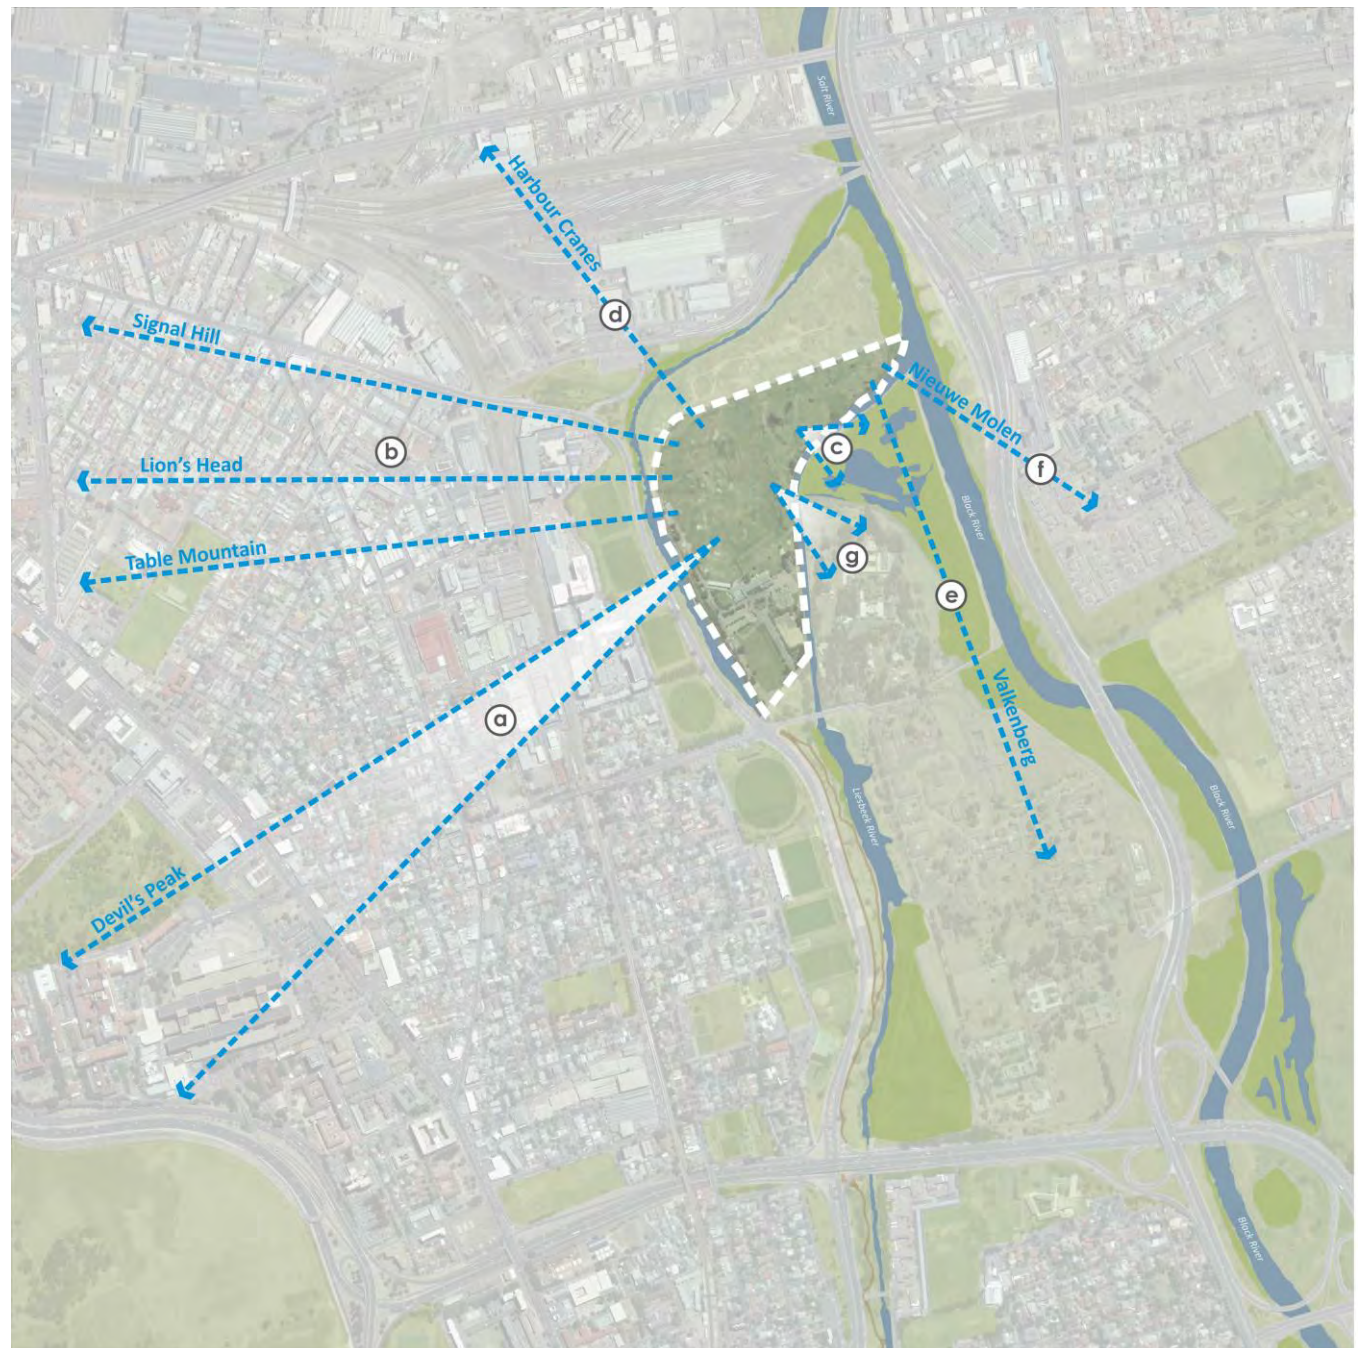 Salt River
Harbour Cranes
d
Signal Hill
Nieuwe Molen
b
c
Lion's Head
f
Black River
Table Mountain
g
e
a
Valkenberg
Liesbeek River
Black River
Devil's Peak
Black River